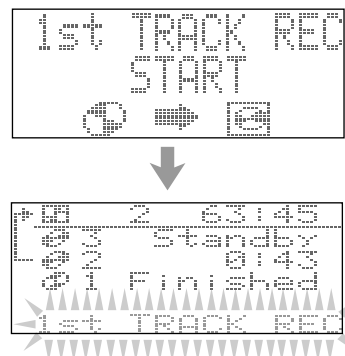 1st TRACK REC
START
2 63:45
3 Standby
2 0:43
1 Finished
1st TRACK REC